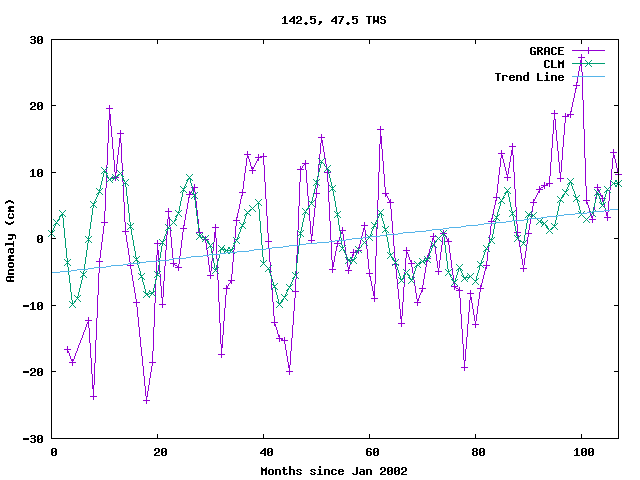 142.5, 47.5 TWS
GRACE
CLM
Trend Line
30
20
10
0
-10
-20
-30
Anomaly (cm)
0 20 40 60 80 100
Months since Jan 2002